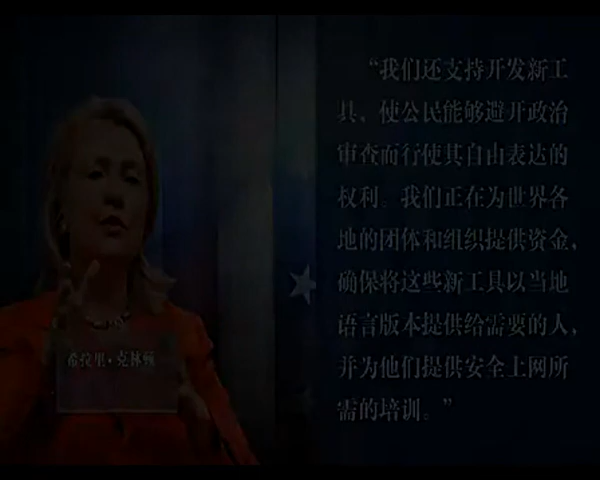 “我们还支持开发新工
具，使公民能够避开政治
审查而行使其自由表达的
权利。我们正在为世界各
地的团体和组织提供资金，
确保将这些新工具以当地
语言版本提供给需要的人，
并为他们提供安全上网所
需的培训。”
希拉里·克林顿